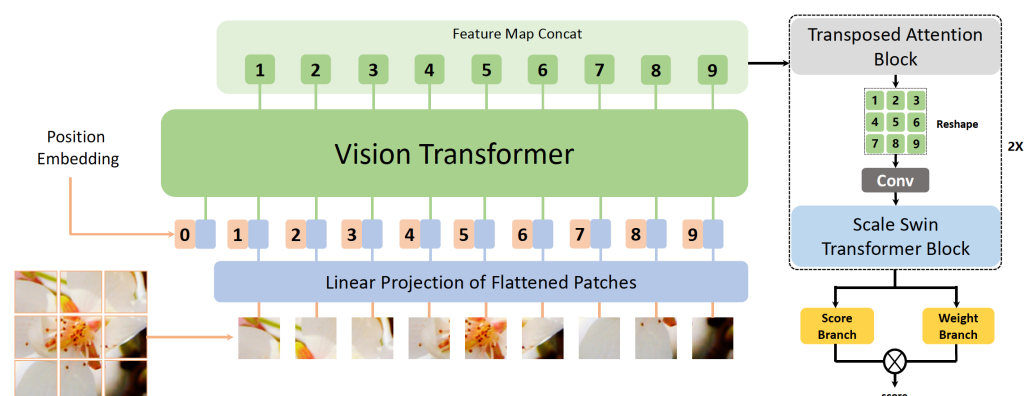 Feature Map Concat
1 2 3 4 5 6 7 8 9
Vision Transformer
Position
Embedding
0 1 2 3 4 5 6 7 8 9
Linear Projection of Flattened Patches
Transposed Attention
Block
1 2 3
4 5 6
7 8 9
Reshape
2X
Conv
Scale Swin
Transformer Block
Score
Branch
Weight
Branch
score